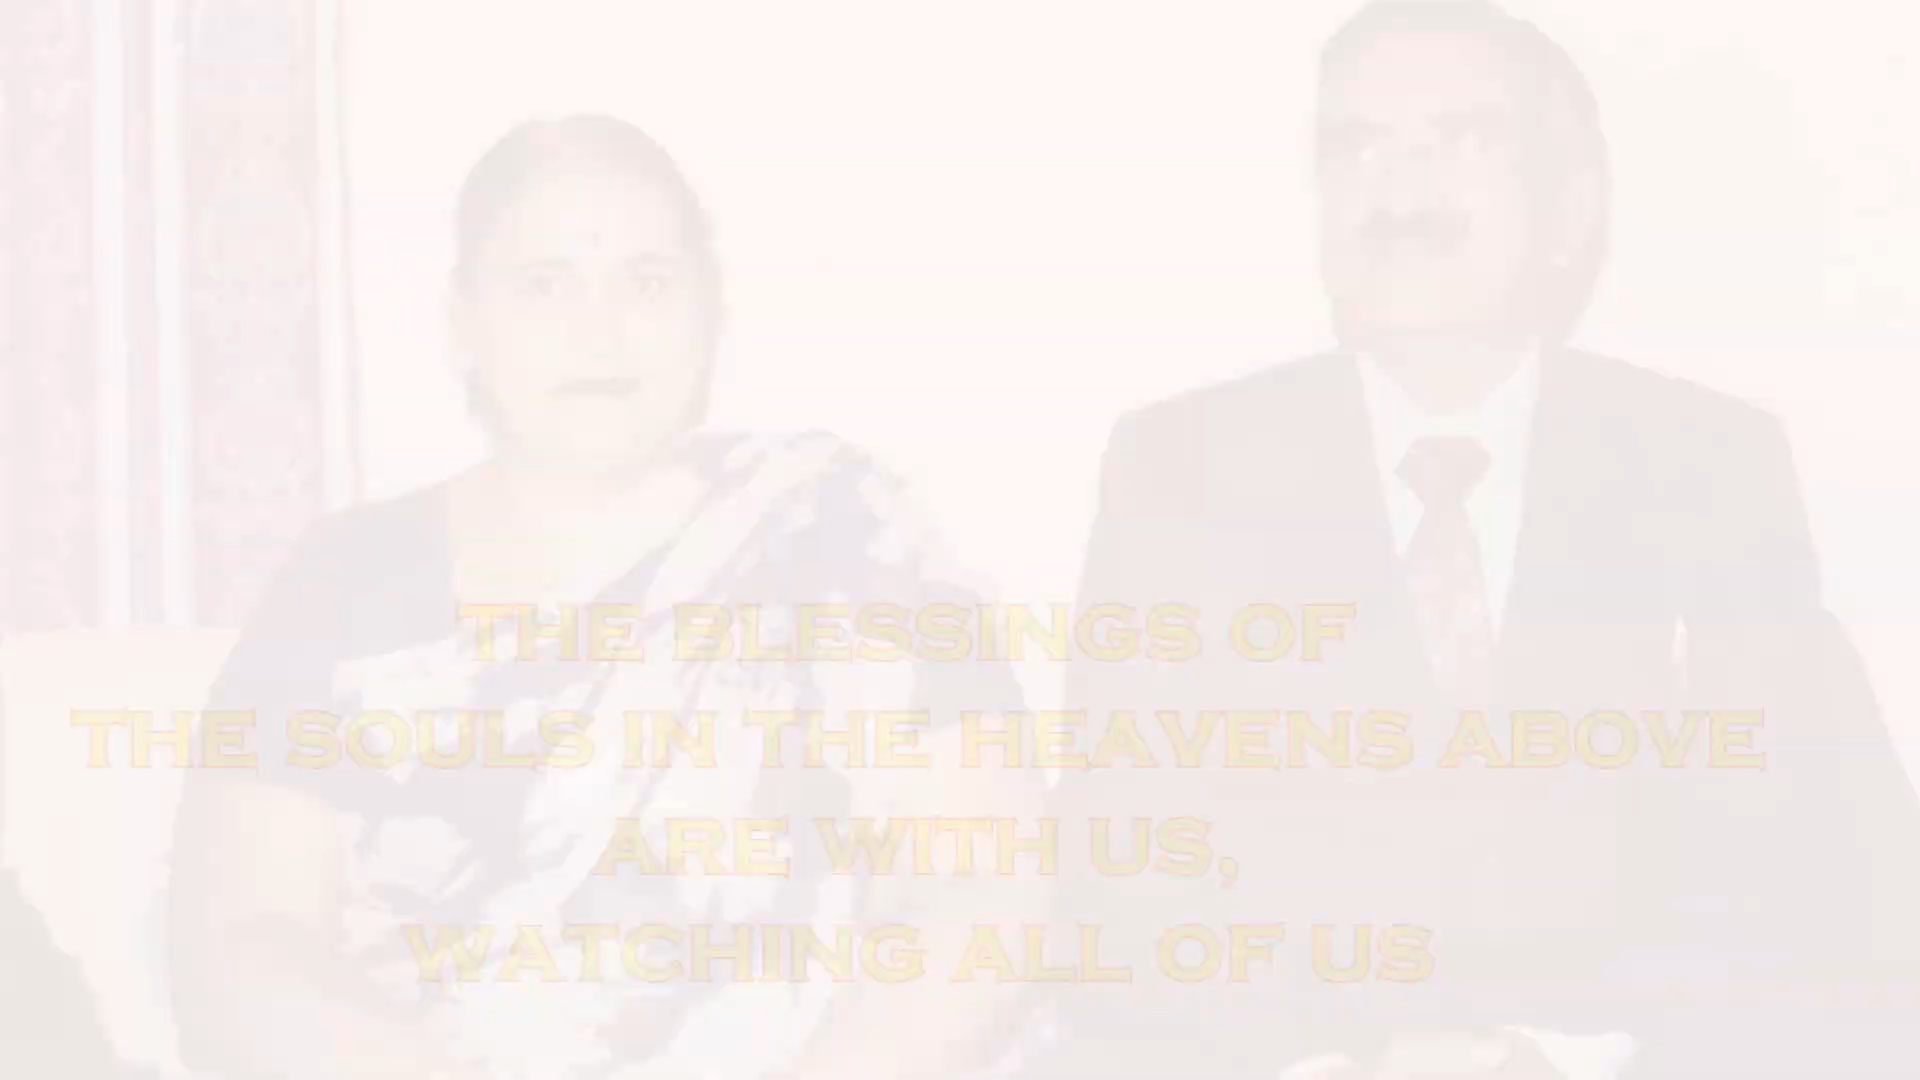 THE BLESSINGS OF
THE SOULS IN THE HEAVENS ABOVE
ARE WITH US,
WATCHING ALL OF US